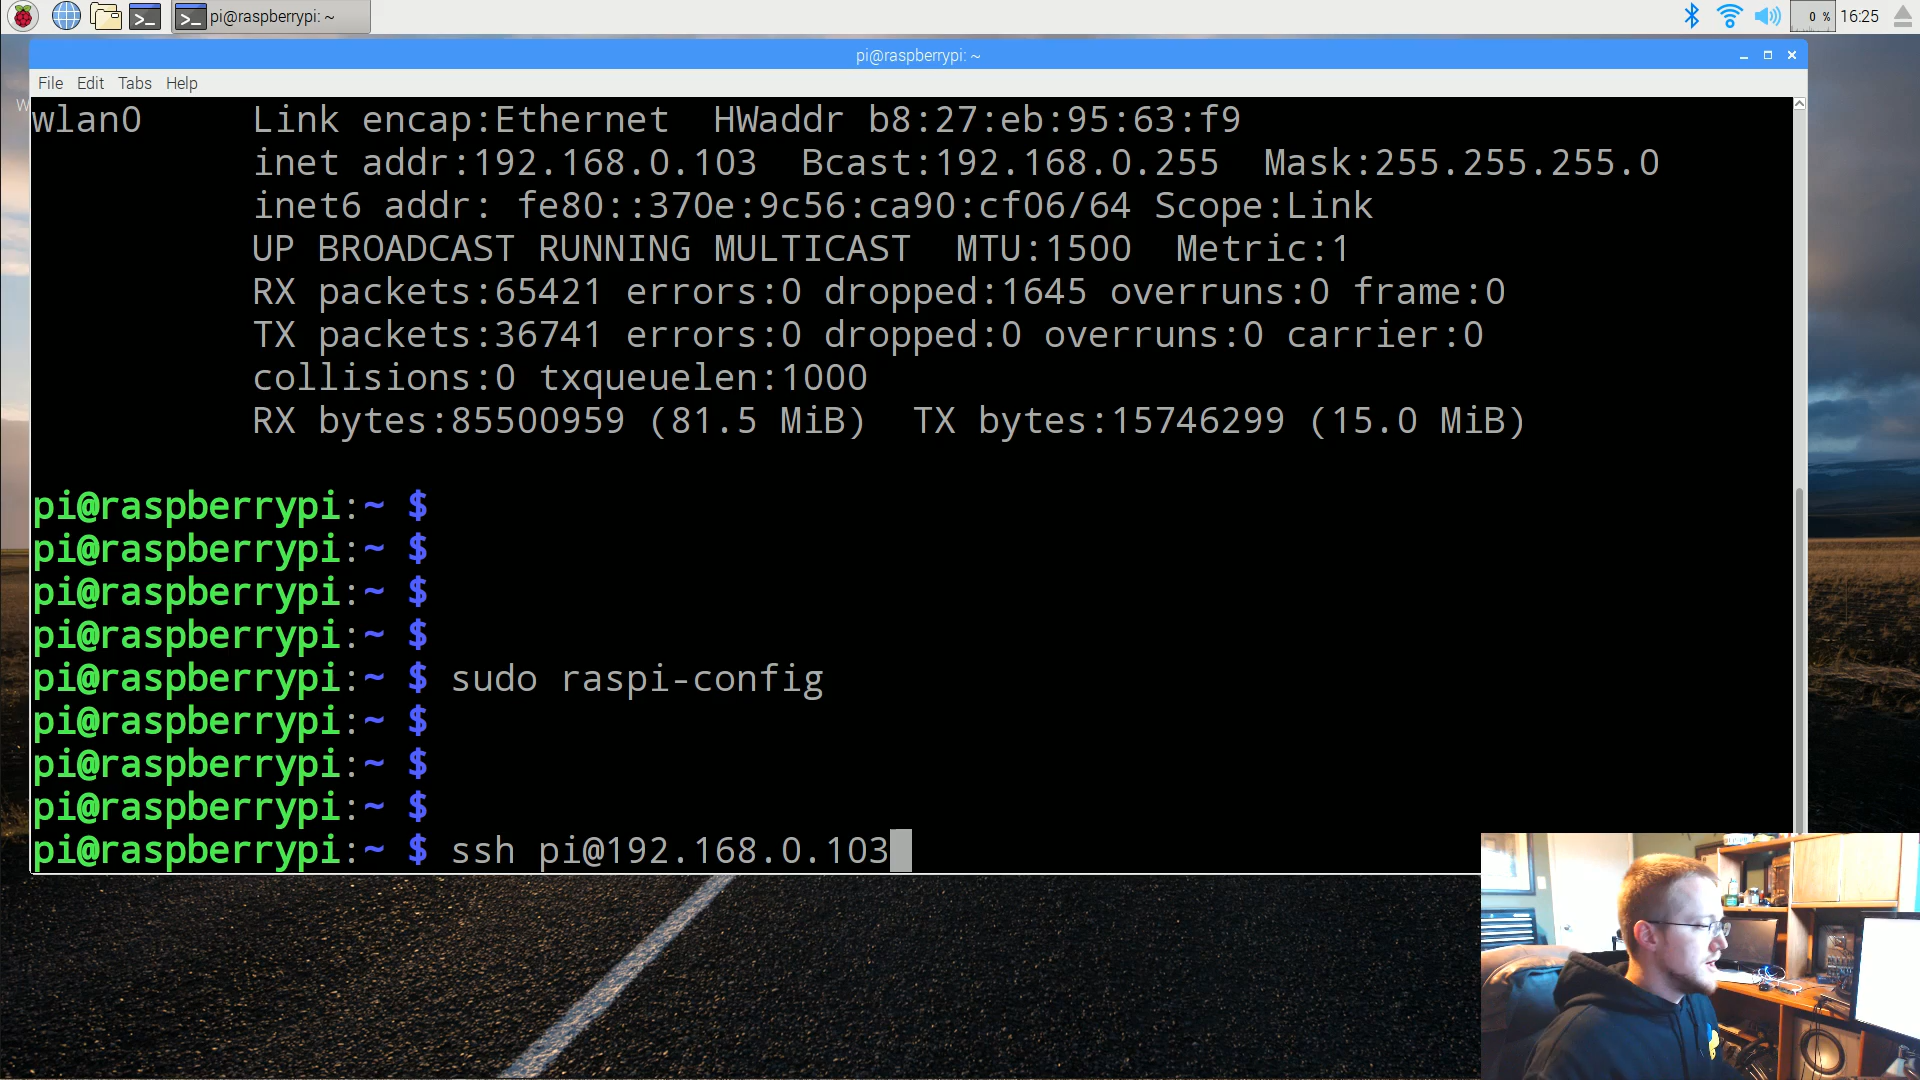 pi@raspberrypi: ~
0 %
16:25
pi@raspberrypi: ~
File Edit Tabs Help
W
wlan0 Link encap:Ethernet HWaddr b8:27:eb:95:63:f9
inet addr:192.168.0.103 Bcast:192.168.0.255 Mask:255.255.255.0
inet6 addr: fe80::370e:9c56:ca90:cf06/64 Scope:Link
UP BROADCAST RUNNING MULTICAST MTU:1500 Metric:1
RX packets:65421 errors:0 dropped:1645 overruns:0 frame:0
TX packets:36741 errors:0 dropped:0 overruns:0 carrier:0
collisions:0 txqueuelen:1000
RX bytes:85500959 (81.5 MiB) TX bytes:15746299 (15.0 MiB)
pi@raspberrypi:~ $
pi@raspberrypi:~ $
pi@raspberrypi:~ $
pi@raspberrypi:~ $
pi@raspberrypi:~ $ sudo raspi-config
pi@raspberrypi:~ $
pi@raspberrypi:~ $
pi@raspberrypi:~ $
pi@raspberrypi:~ $ ssh pi@192.168.0.103